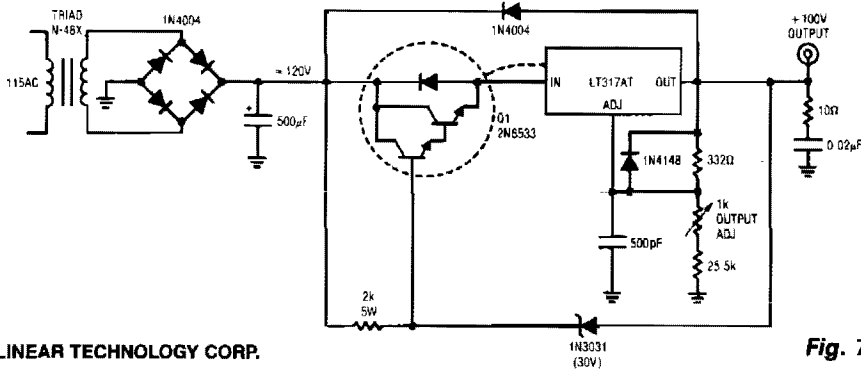 TRIAD
N-48X
1N4004
115AC
≈ 120V
+
500μF
1N4004
Q1
2N6533
IN
LT317AT
OUT
ADJ
+ 100V
OUTPUT
10Ω
0.02μF
1N4148
332Ω
1k
OUTPUT
ADJ
500pF
25.5k
2k
5W
1N3031
(30V)
LINEAR TECHNOLOGY CORP.
Fig. 7